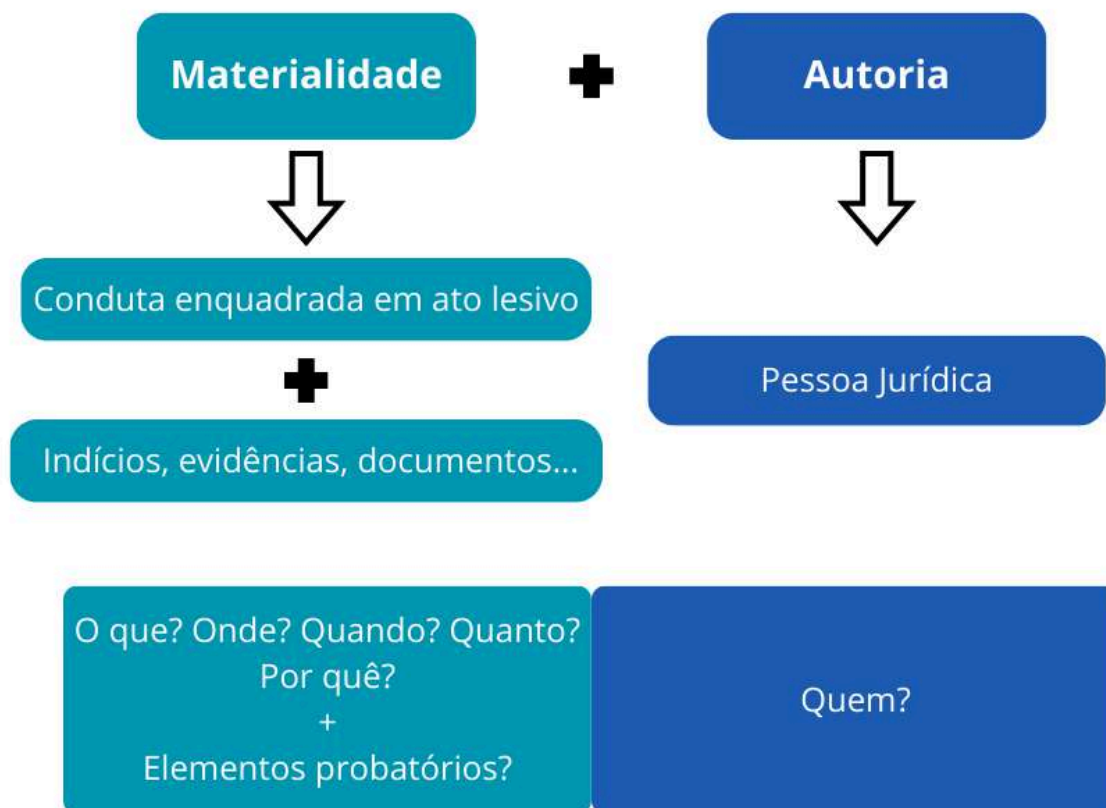 Materialidade
Autoria
Conduta enquadrada em ato lesivo
Indícios, evidências, documentos...
Pessoa Jurídica
O que? Onde? Quando? Quanto?
Por quê?
+
Elementos probatórios?
Quem?